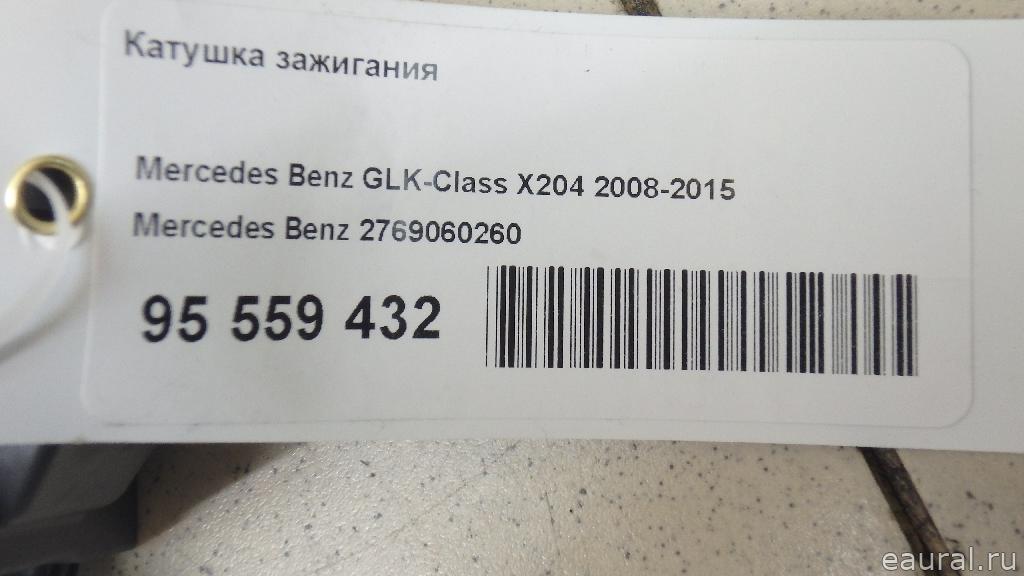 Катушка зажигания
Mercedes Benz GLK-Class X204 2008-2015
Mercedes Benz 2769060260
95 559 432
eaural.ru